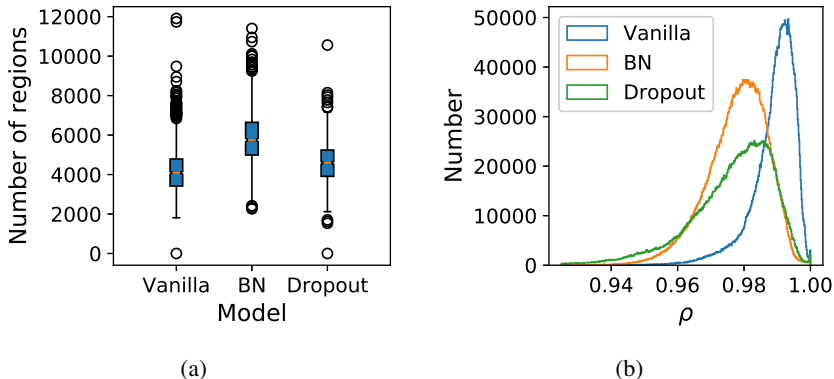 12000
10000
8000
6000
4000
2000
0
Number of regions
Vanilla BN Dropout
Model
(a)
50000
40000
30000
20000
10000
0
Number
Vanilla
BN
Dropout
0.94 0.96 0.98 1.00
ρ
(b)